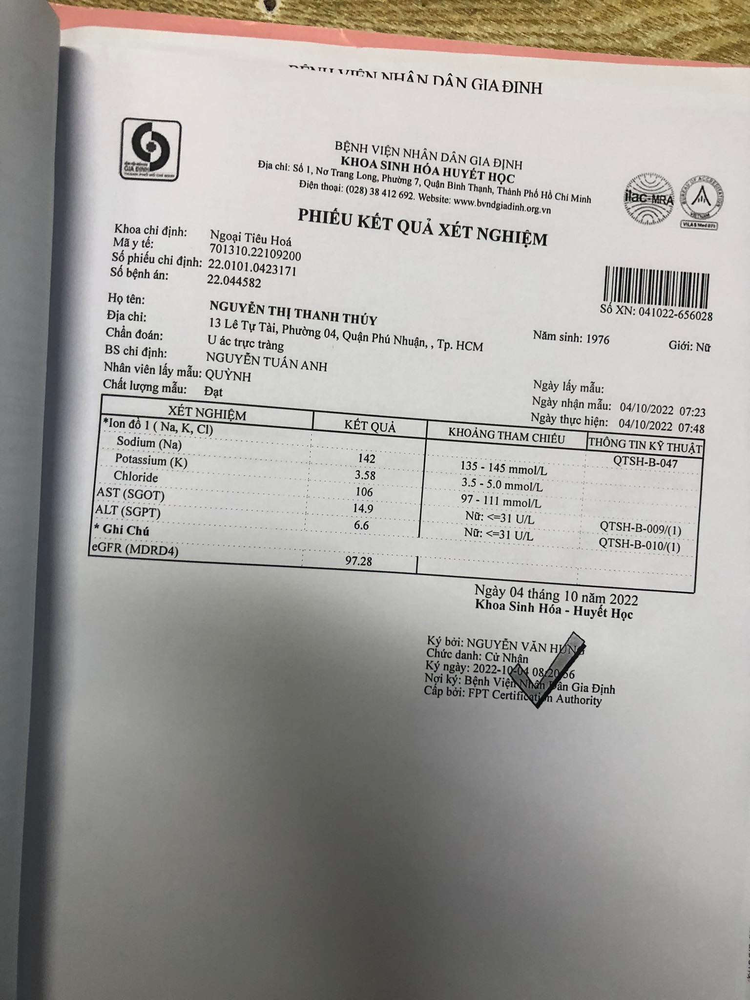 BỆNH VIỆN NHÂN DÂN GIA ĐỊNH
GIA ĐỊNH
THÀNH PHỐ HỒ CHÍ MINH
BỆNH VIỆN NHÂN DÂN GIA ĐỊNH
KHOA SINH HÓA HUYẾT HỌC
Địa chỉ: Số 1, Nơ Trang Long, Phường 7, Quận Bình Thạnh, Thành Phố Hồ Chí Minh
Điện thoại: (028) 38 412 692. Website: www.bvndgiadinh.org.vn
ilac-MRA
BUREAU OF ACCREDITATION
VIETNAM
VILAS Med 071
PHIẾU KẾT QUẢ XÉT NGHIỆM
Khoa chỉ định: Ngoại Tiêu Hoá
Mã y tế: 701310.22109200
Số phiếu chỉ định: 22.0101.0423171
Số bệnh án: 22.044582
Số XN: 041022-656028
Họ tên: NGUYỄN THỊ THANH THÚY Năm sinh: 1976 Giới: Nữ
Địa chỉ: 13 Lê Tự Tài, Phường 04, Quận Phú Nhuận, , Tp. HCM
Chẩn đoán: U ác trực tràng
BS chỉ định: NGUYỄN TUẤN ANH Ngày lấy mẫu:
Nhân viên lấy mẫu: QUỲNH Ngày nhận mẫu: 04/10/2022 07:23
Chất lượng mẫu: Đạt Ngày thực hiện: 04/10/2022 07:48
XÉT NGHIỆM KẾT QUẢ KHOẢNG THAM CHIẾU THÔNG TIN KỸ THUẬT
*Ion đồ 1 ( Na, K, Cl) QTSH-B-047
Sodium (Na) 142 135 - 145 mmol/L
Potassium (K) 3.58 3.5 - 5.0 mmol/L
Chloride 106 97 - 111 mmol/L
AST (SGOT) 14.9 Nữ: <=31 U/L QTSH-B-009/(1)
ALT (SGPT) 6.6 Nữ: <=31 U/L QTSH-B-010/(1)
* Ghi Chú
eGFR (MDRD4) 97.28
Ngày 04 tháng 10 năm 2022
Khoa Sinh Hóa - Huyết Học
Ký bởi: NGUYỄN VĂN HƯNG
Chức danh: Cử Nhân
Ký ngày: 2022-10-04 08:20:56
Nơi ký: Bệnh Viện Nhân Dân Gia Định
Cấp bởi: FPT Certification Authority